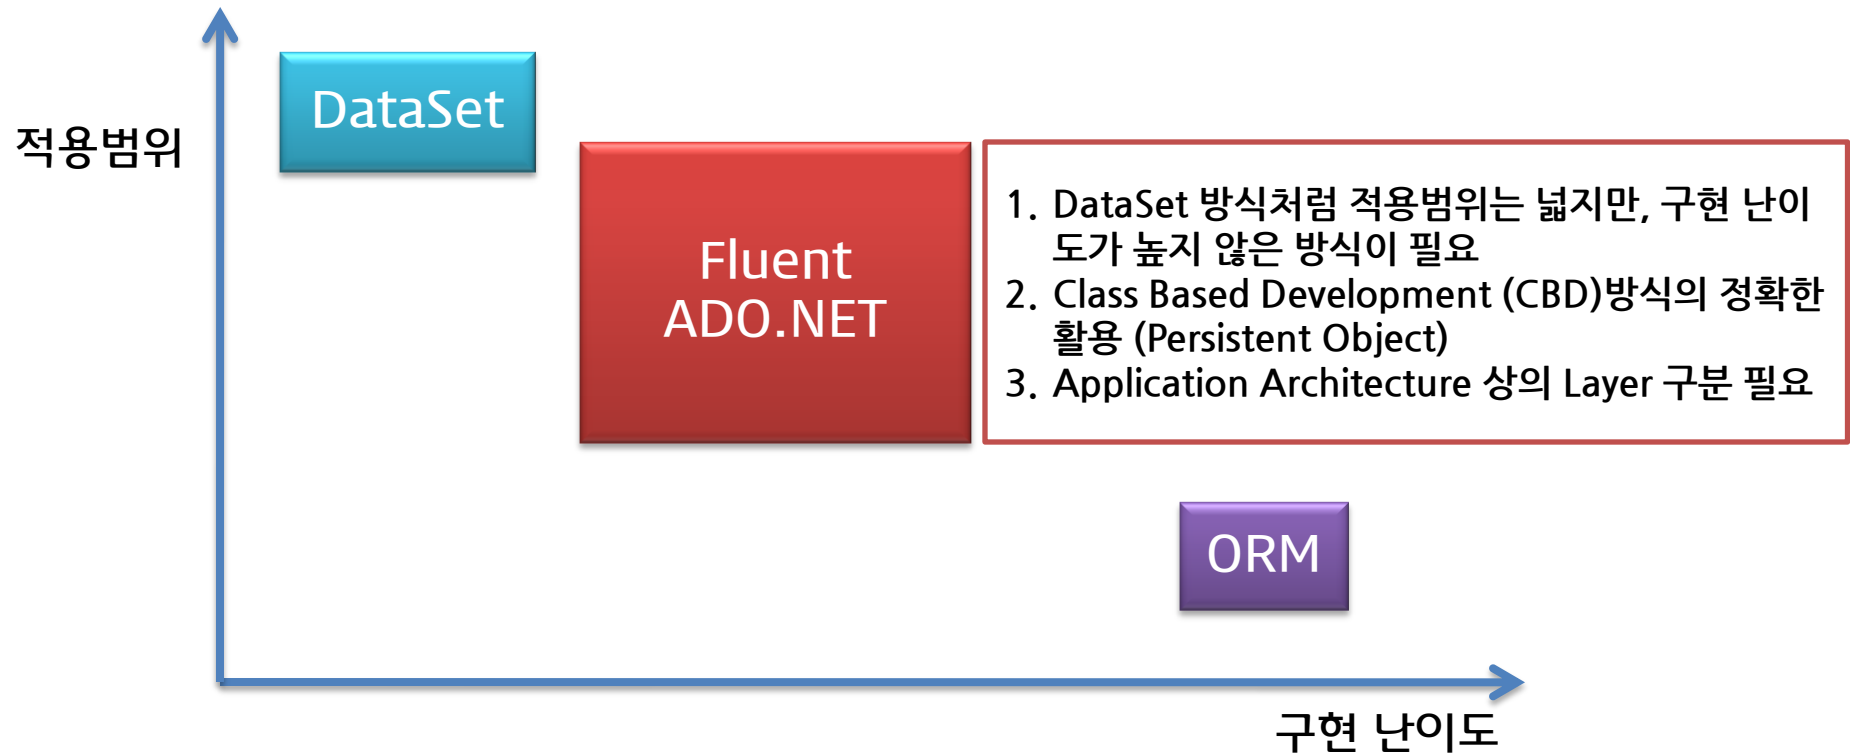 적용범위
DataSet
Fluent
ADO.NET
1. DataSet 방식처럼 적용범위는 넓지만, 구현 난이
도가 높지 않은 방식이 필요
2. Class Based Development (CBD)방식의 정확한
활용 (Persistent Object)
3. Application Architecture 상의 Layer 구분 필요
ORM
구현 난이도